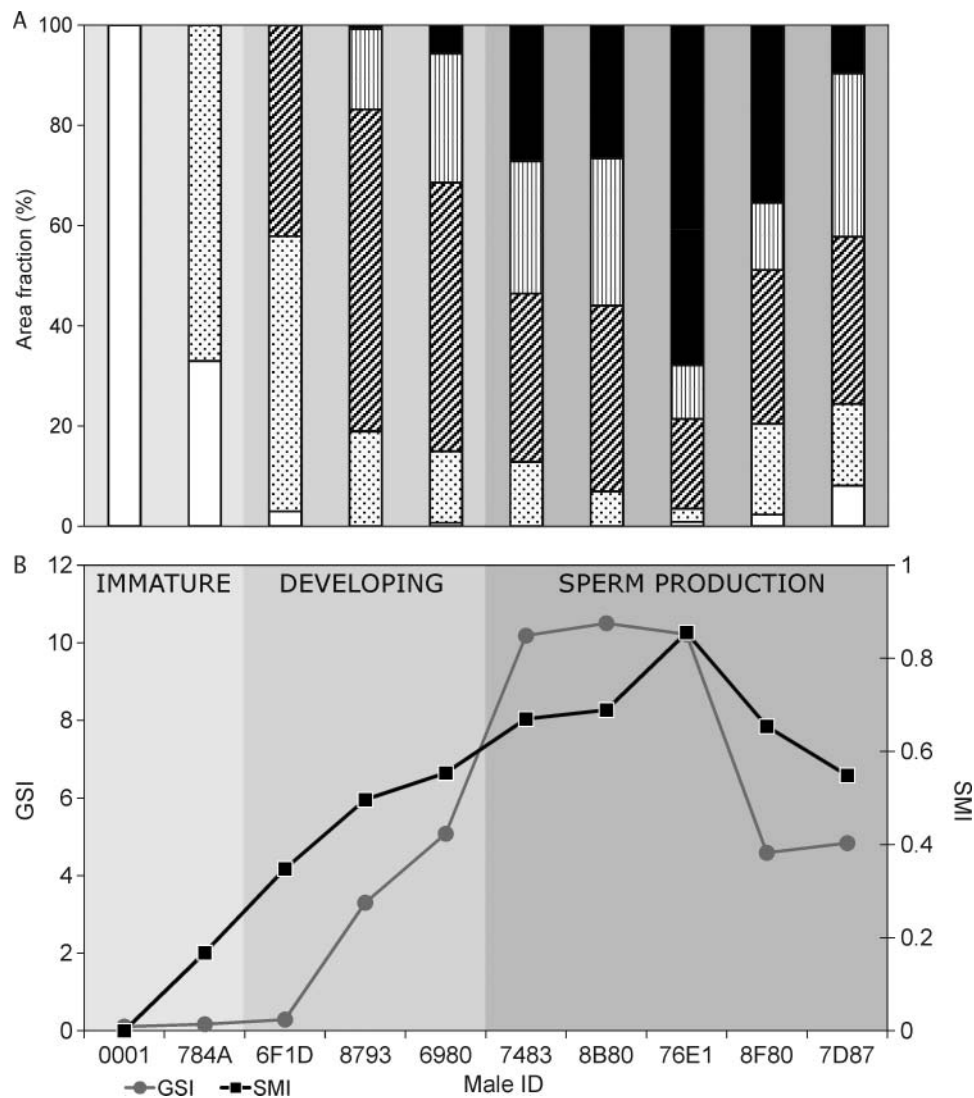 A
100
80
60
40
20
0
Area fraction (%)
B
IMMATURE DEVELOPING SPERM PRODUCTION
12
10
8
6
4
2
0
GSI
1
0.8
0.6
0.4
0.2
0
SMI
0001 784A 6F1D 8793 6980 7483 8B80 76E1 8F80 7D87
Male ID
GSI SMI